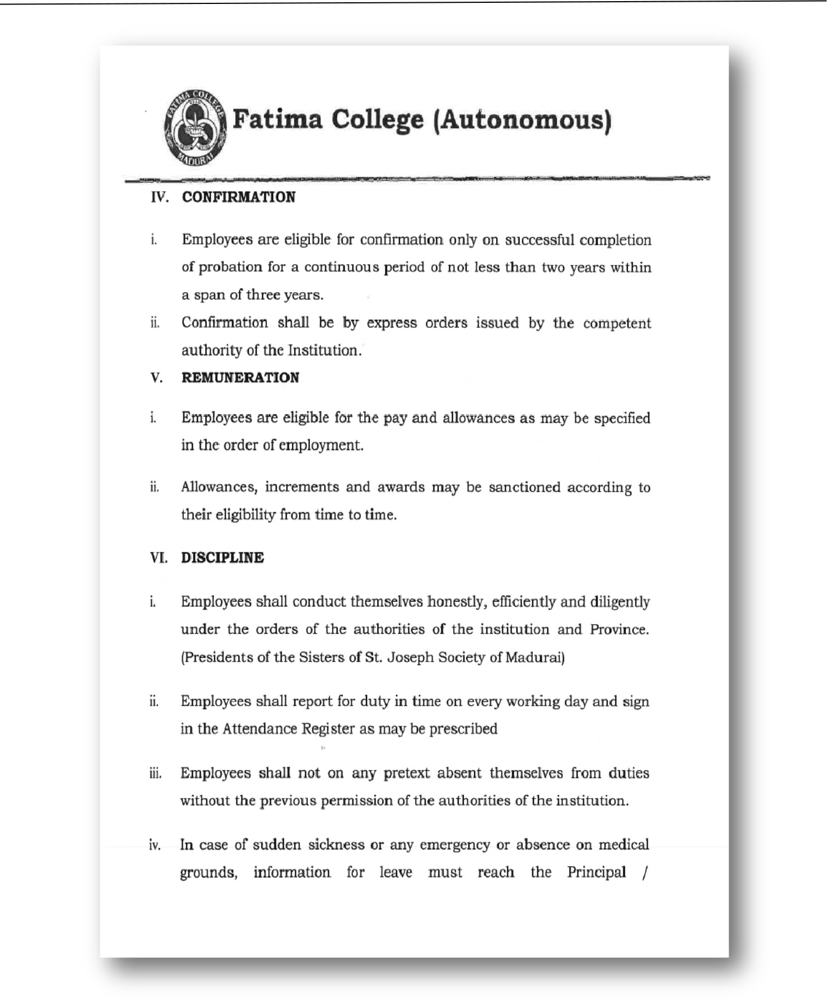 FATIMA COLLEGE
MADURAI
Fatima College (Autonomous)
IV. CONFIRMATION
i. Employees are eligible for confirmation only on successful completion
of probation for a continuous period of not less than two years within
a span of three years.
ii. Confirmation shall be by express orders issued by the competent
authority of the Institution.
V. REMUNERATION
i. Employees are eligible for the pay and allowances as may be specified
in the order of employment.
ii. Allowances, increments and awards may be sanctioned according to
their eligibility from time to time.
VI. DISCIPLINE
i. Employees shall conduct themselves honestly, efficiently and diligently
under the orders of the authorities of the institution and Province.
(Presidents of the Sisters of St. Joseph Society of Madurai)
ii. Employees shall report for duty in time on every working day and sign
in the Attendance Register as may be prescribed
iii. Employees shall not on any pretext absent themselves from duties
without the previous permission of the authorities of the institution.
iv. In case of sudden sickness or any emergency or absence on medical
grounds, information for leave must reach the Principal /